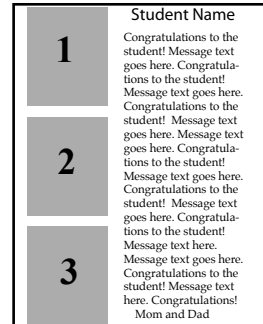 Student Name
1
Congratulations to the
student! Message text
goes here. Congratula-
tions to the student!
Message text goes here.
Congratulations to the
student!  Message text
goes here. Message text
goes here. Congratula-
tions to the student!
Message text goes here.
Congratulations to the
student!  Message text
goes here. Congratula-
tions to the student!
Message text here.
Message text goes here.
Congratulations to the
student! Message text
here. Congratulations!
Mom and Dad
2
3